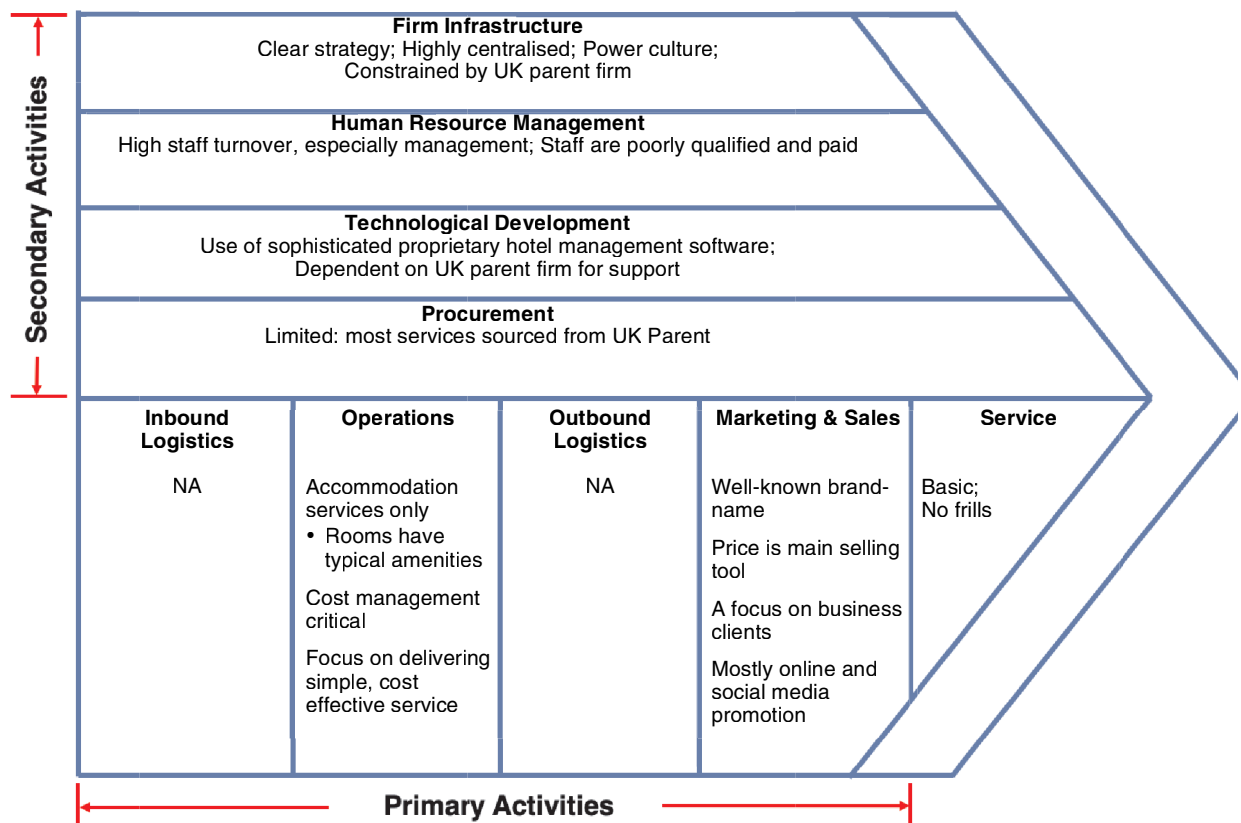 Secondary Activities
Firm Infrastructure
Clear strategy; Highly centralised; Power culture;
Constrained by UK parent firm
Human Resource Management
High staff turnover, especially management; Staff are poorly qualified and paid
Technological Development
Use of sophisticated proprietary hotel management software;
Dependent on UK parent firm for support
Procurement
Limited: most services sourced from UK Parent
Inbound
Logistics
NA
Operations
Accommodation
services only
• Rooms have
typical amenities
Cost management
critical
Focus on delivering
simple, cost
effective service
Outbound
Logistics
NA
Marketing & Sales
Well-known brand-
name
Price is main selling
tool
A focus on business
clients
Mostly online and
social media
promotion
Service
Basic;
No frills
Primary Activities